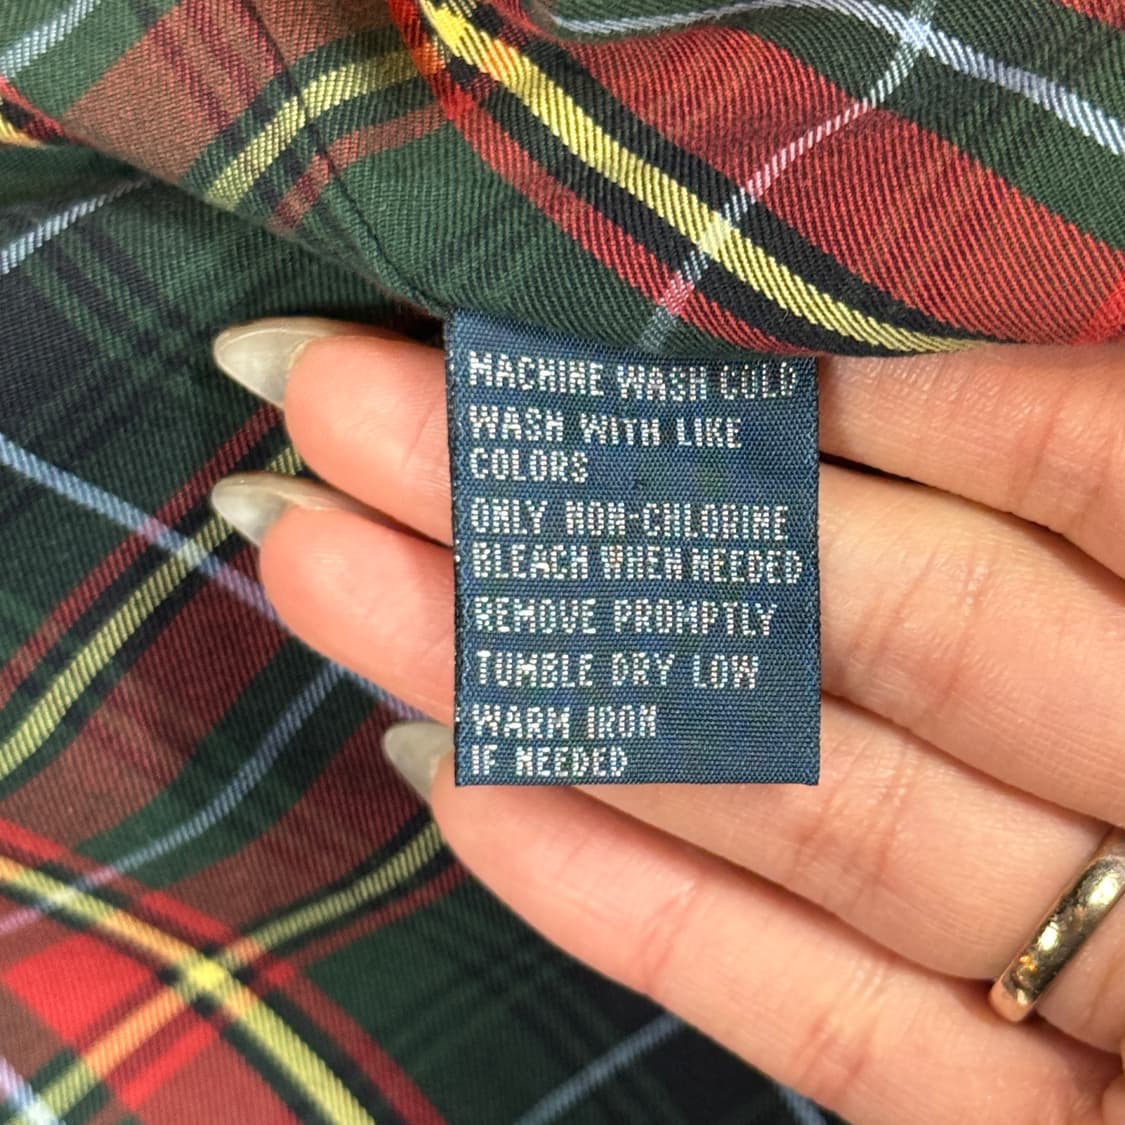 MACHINE WASH COLD
WASH WITH LIKE
COLORS
ONLY NON-CHLORINE
BLEACH WHEN NEEDED
REMOVE PROMPTLY
TUMBLE DRY LOW
WARM IRON
IF NEEDED